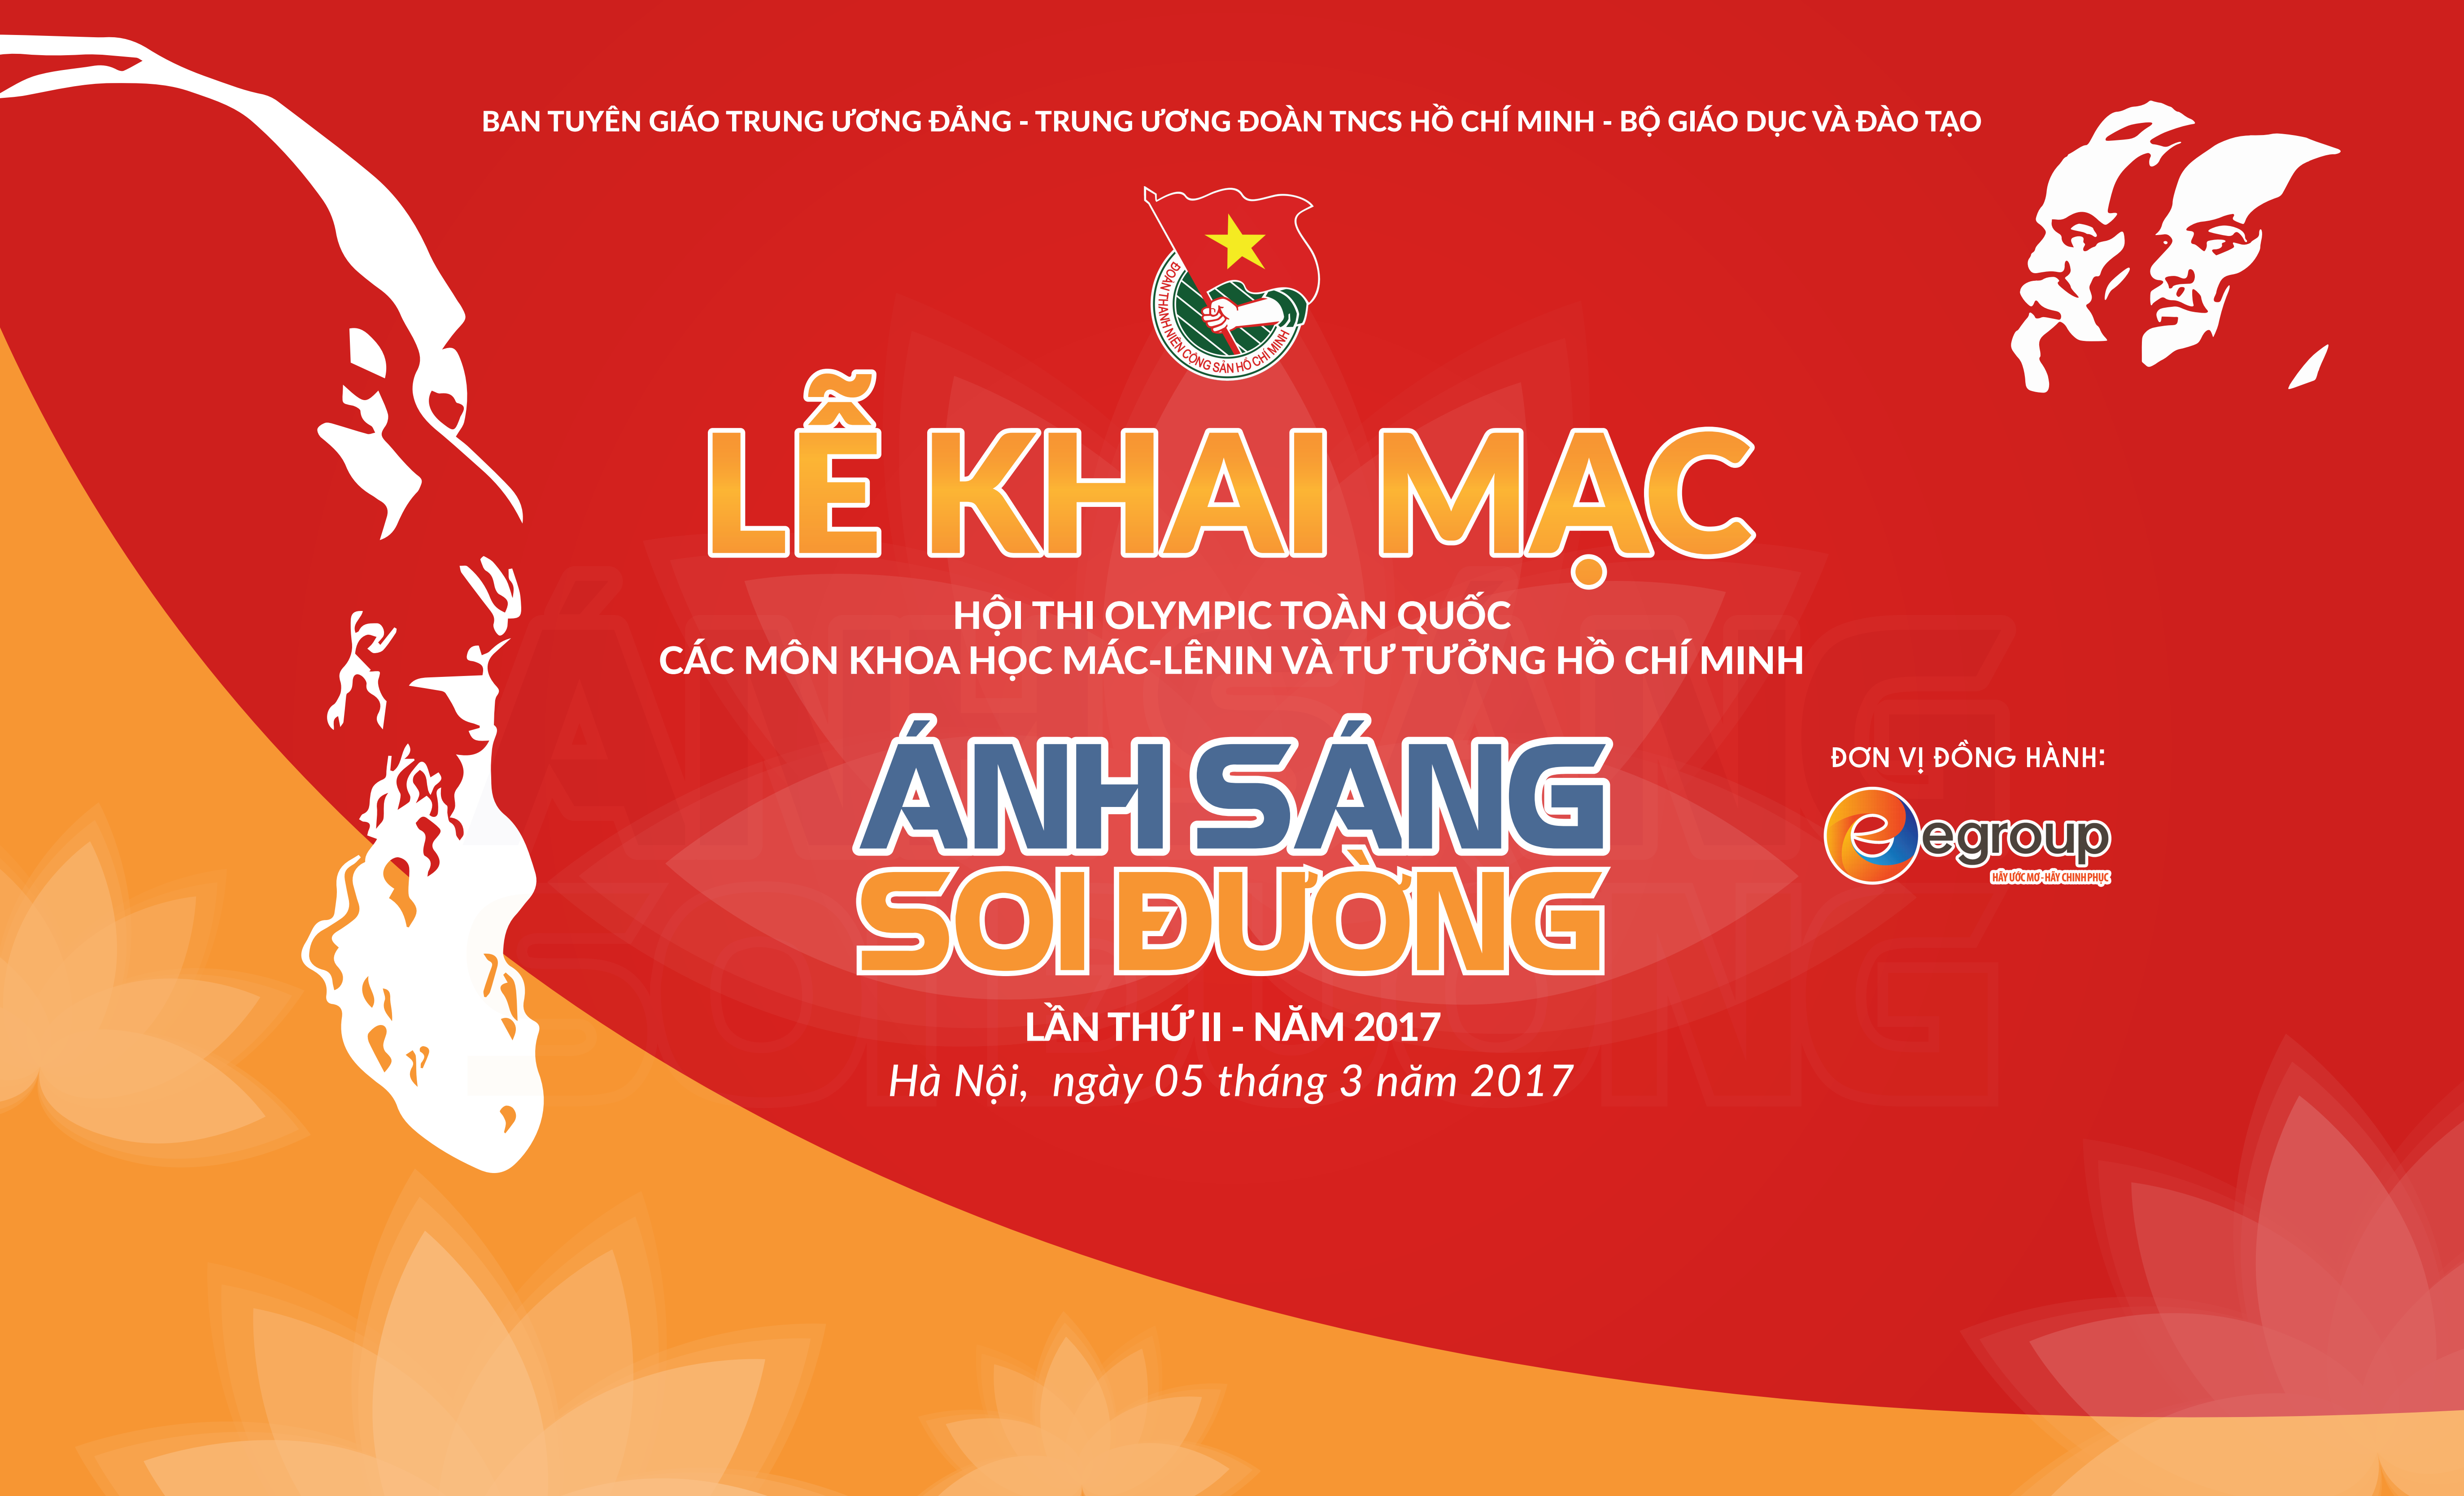 BAN TUYÊN GIÁO TRUNG ƯƠNG ĐẢNG - TRUNG ƯƠNG ĐOÀN TNCS HỒ CHÍ MINH - BỘ GIÁO DỤC VÀ ĐÀO TẠO
ĐOÀN THANH NIÊN CỘNG SẢN HỒ CHÍ MINH
LỄ KHAI MẠC
HỘI THI OLYMPIC TOÀN QUỐC
CÁC MÔN KHOA HỌC MÁC-LÊNIN VÀ TƯ TƯỞNG HỒ CHÍ MINH
ÁNH SÁNG
SOI ĐƯỜNG
LẦN THỨ II - NĂM 2017
Hà Nội, ngày 05 tháng 3 năm 2017
ĐƠN VỊ ĐỒNG HÀNH:
egroup
HÃY ƯỚC MƠ - HÃY CHINH PHỤC